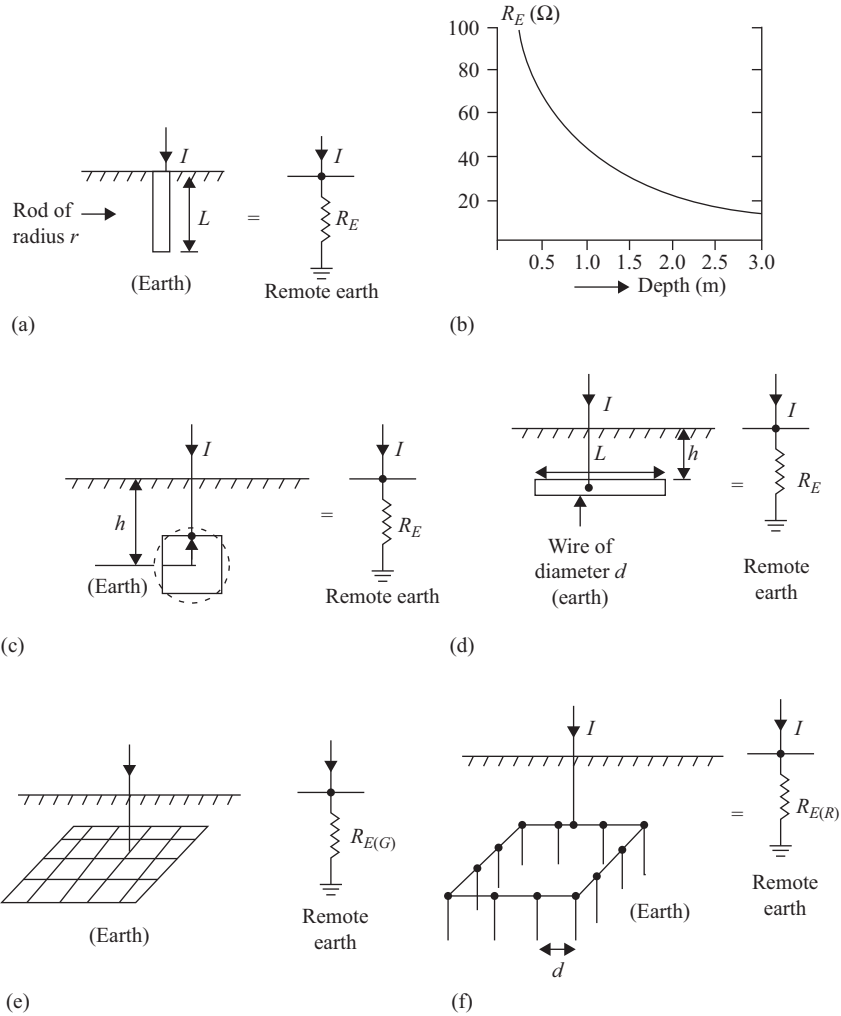 I
Rod of
radius r
L
=
(Earth)
I
R_E
Remote earth
(a)
R_E (Ω)
100
80
60
40
20
0.5 1.0 1.5 2.0 2.5 3.0
Depth (m)
(b)
I
h
(Earth)
=
I
R_E
Remote earth
(c)
I
L
h
Wire of
diameter d
(earth)
=
I
R_E
Remote
earth
(d)
(Earth)
R_E(G)
Remote
earth
(e)
I
(Earth)
d
=
I
R_E(R)
Remote
earth
(f)